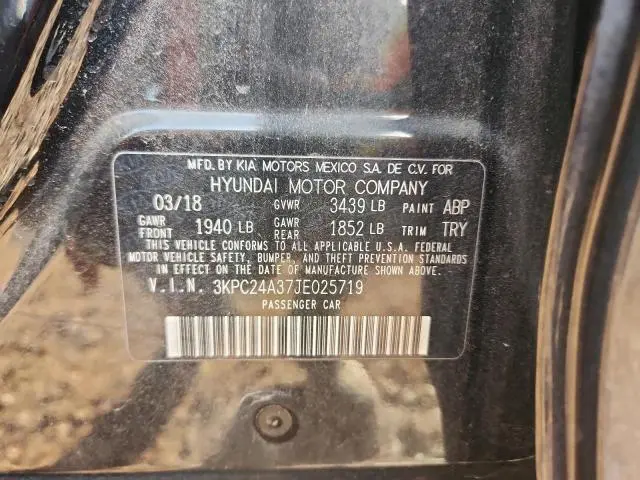 MFD. BY KIA MOTORS MEXICO S.A. DE C.V. FOR
HYUNDAI MOTOR COMPANY
03/18 GVWR 3439 LB PAINT ABP
GAWR FRONT 1940 LB GAWR REAR 1852 LB TRIM TRY
THIS VEHICLE CONFORMS TO ALL APPLICABLE U.S.A. FEDERAL
MOTOR VEHICLE SAFETY, BUMPER, AND THEFT PREVENTION STANDARDS
IN EFFECT ON THE DATE OF MANUFACTURE SHOWN ABOVE.
V.I.N. 3KPC24A37JE025719
PASSENGER CAR